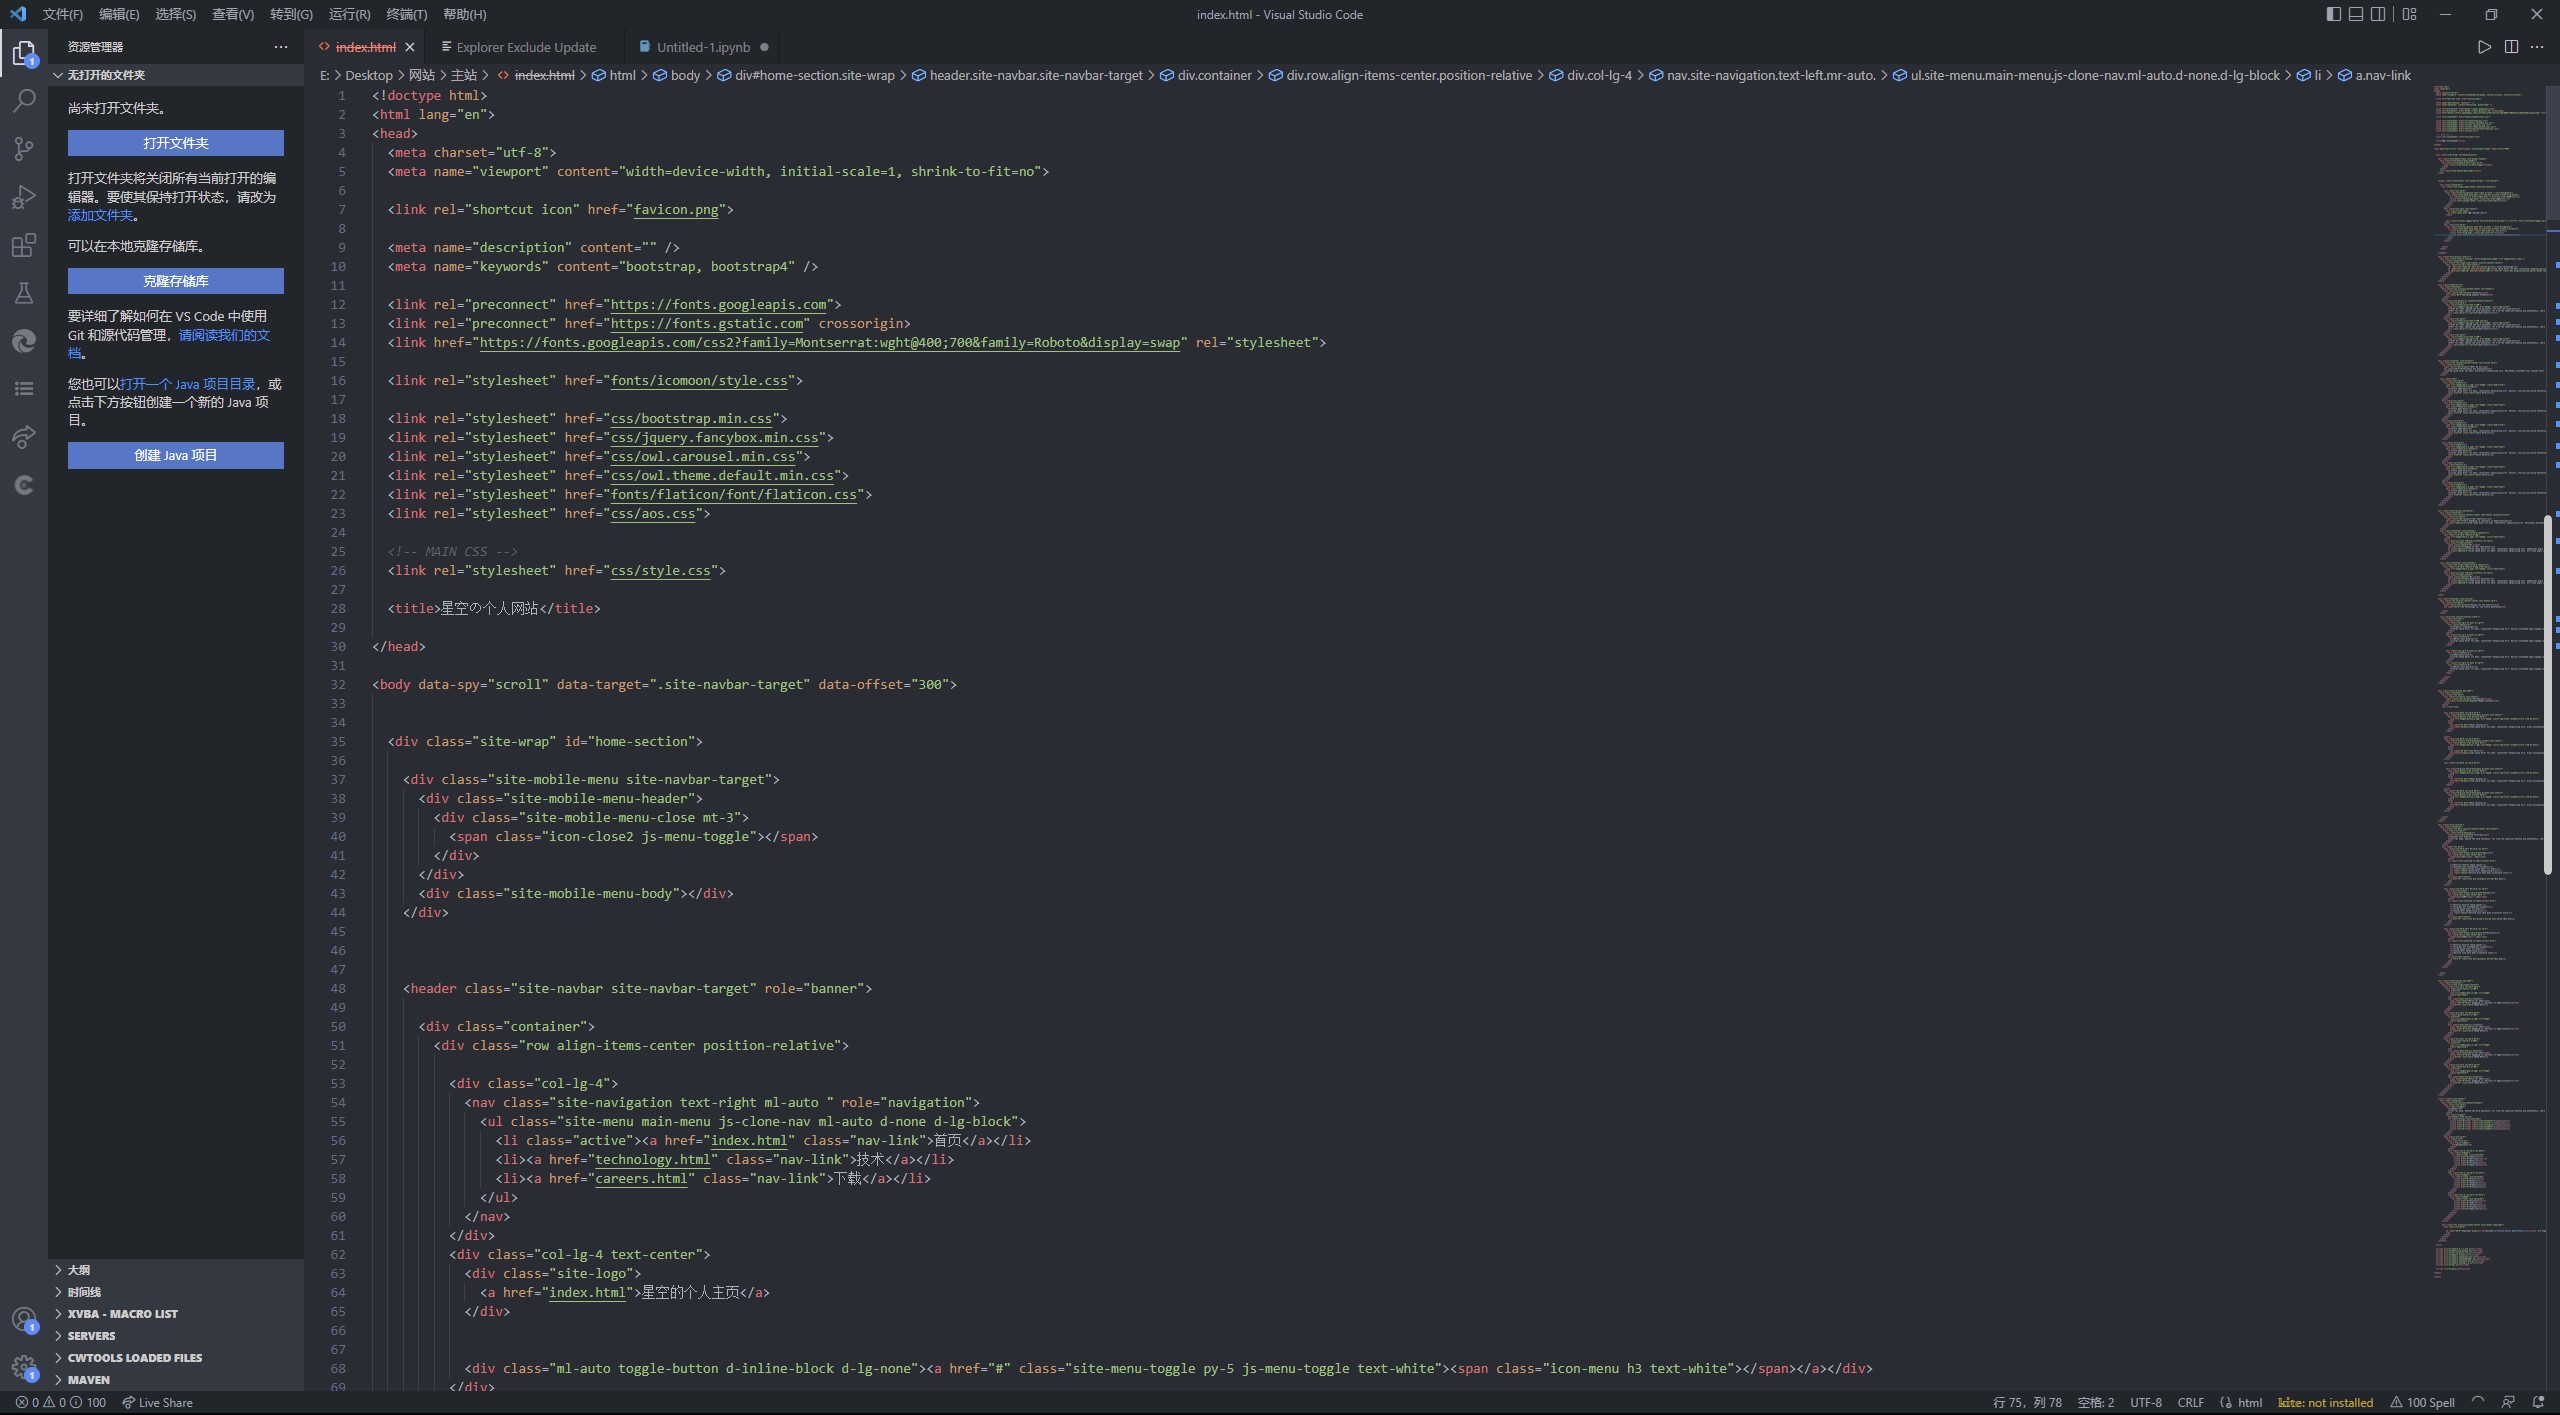 文件(F) 编辑(E) 选择(S) 查看(V) 转到(G) 运行(R) 终端(T) 帮助(H) index.html - Visual Studio Code
资源管理器 ··· index.html Explorer Exclude Update Untitled-1.ipynb
无打开的文件夹
E: > Desktop > 网站 > 主站 > index.html > html > body > div#home-section.site-wrap > header.site-navbar.site-navbar-target > div.container > div.row.align-items-center.position-relative > div.col-lg-4 > nav.site-navigation.text-left.mr-auto. > ul.site-menu.main-menu.js-clone-nav.ml-auto.d-none.d-lg-block > li > a.nav-link
尚未打开文件夹。
打开文件夹
打开文件夹将关闭所有当前打开的编
辑器。要使其保持打开状态，请改为
添加文件夹。
可以在本地克隆存储库。
克隆存储库
要详细了解如何在 VS Code 中使用
Git 和源代码管理，请阅读我们的文
档。
您也可以打开一个 Java 项目目录，或
点击下方按钮创建一个新的 Java 项
目。
创建 Java 项目
大纲
时间线
XVBA - MACRO LIST
SERVERS
CWTOOLS LOADED FILES
MAVEN
1 <!doctype html>
2 <html lang="en">
3 <head>
4 <meta charset="utf-8">
5 <meta name="viewport" content="width=device-width, initial-scale=1, shrink-to-fit=no">
6
7 <link rel="shortcut icon" href="favicon.png">
8
9 <meta name="description" content="" />
10 <meta name="keywords" content="bootstrap, bootstrap4" />
11
12 <link rel="preconnect" href="https://fonts.googleapis.com">
13 <link rel="preconnect" href="https://fonts.gstatic.com" crossorigin>
14 <link href="https://fonts.googleapis.com/css2?family=Montserrat:wght@400;700&family=Roboto&display=swap" rel="stylesheet">
15
16 <link rel="stylesheet" href="fonts/icomoon/style.css">
17
18 <link rel="stylesheet" href="css/bootstrap.min.css">
19 <link rel="stylesheet" href="css/jquery.fancybox.min.css">
20 <link rel="stylesheet" href="css/owl.carousel.min.css">
21 <link rel="stylesheet" href="css/owl.theme.default.min.css">
22 <link rel="stylesheet" href="fonts/flaticon/font/flaticon.css">
23 <link rel="stylesheet" href="css/aos.css">
24
25 <!-- MAIN CSS -->
26 <link rel="stylesheet" href="css/style.css">
27
28 <title>星空の个人网站</title>
29
30 </head>
31
32 <body data-spy="scroll" data-target=".site-navbar-target" data-offset="300">
33
34
35 <div class="site-wrap" id="home-section">
36
37 <div class="site-mobile-menu site-navbar-target">
38 <div class="site-mobile-menu-header">
39 <div class="site-mobile-menu-close mt-3">
40 <span class="icon-close2 js-menu-toggle"></span>
41 </div>
42 </div>
43 <div class="site-mobile-menu-body"></div>
44 </div>
45
46
47
48 <header class="site-navbar site-navbar-target" role="banner">
49
50 <div class="container">
51 <div class="row align-items-center position-relative">
52
53 <div class="col-lg-4">
54 <nav class="site-navigation text-right ml-auto " role="navigation">
55 <ul class="site-menu main-menu js-clone-nav ml-auto d-none d-lg-block">
56 <li class="active"><a href="index.html" class="nav-link">首页</a></li>
57 <li><a href="technology.html" class="nav-link">技术</a></li>
58 <li><a href="careers.html" class="nav-link">下载</a></li>
59 </ul>
60 </nav>
61 </div>
62 <div class="col-lg-4 text-center">
63 <div class="site-logo">
64 <a href="index.html">星空的个人主页</a>
65 </div>
66
67
68 <div class="ml-auto toggle-button d-inline-block d-lg-none"><a href="#" class="site-menu-toggle py-5 js-menu-toggle text-white"><span class="icon-menu h3 text-white"></span></a></div>
69 </div>
0 0 100 Live Share 行 75，列 78 空格: 2 UTF-8 CRLF html kite: not installed 100 Spell